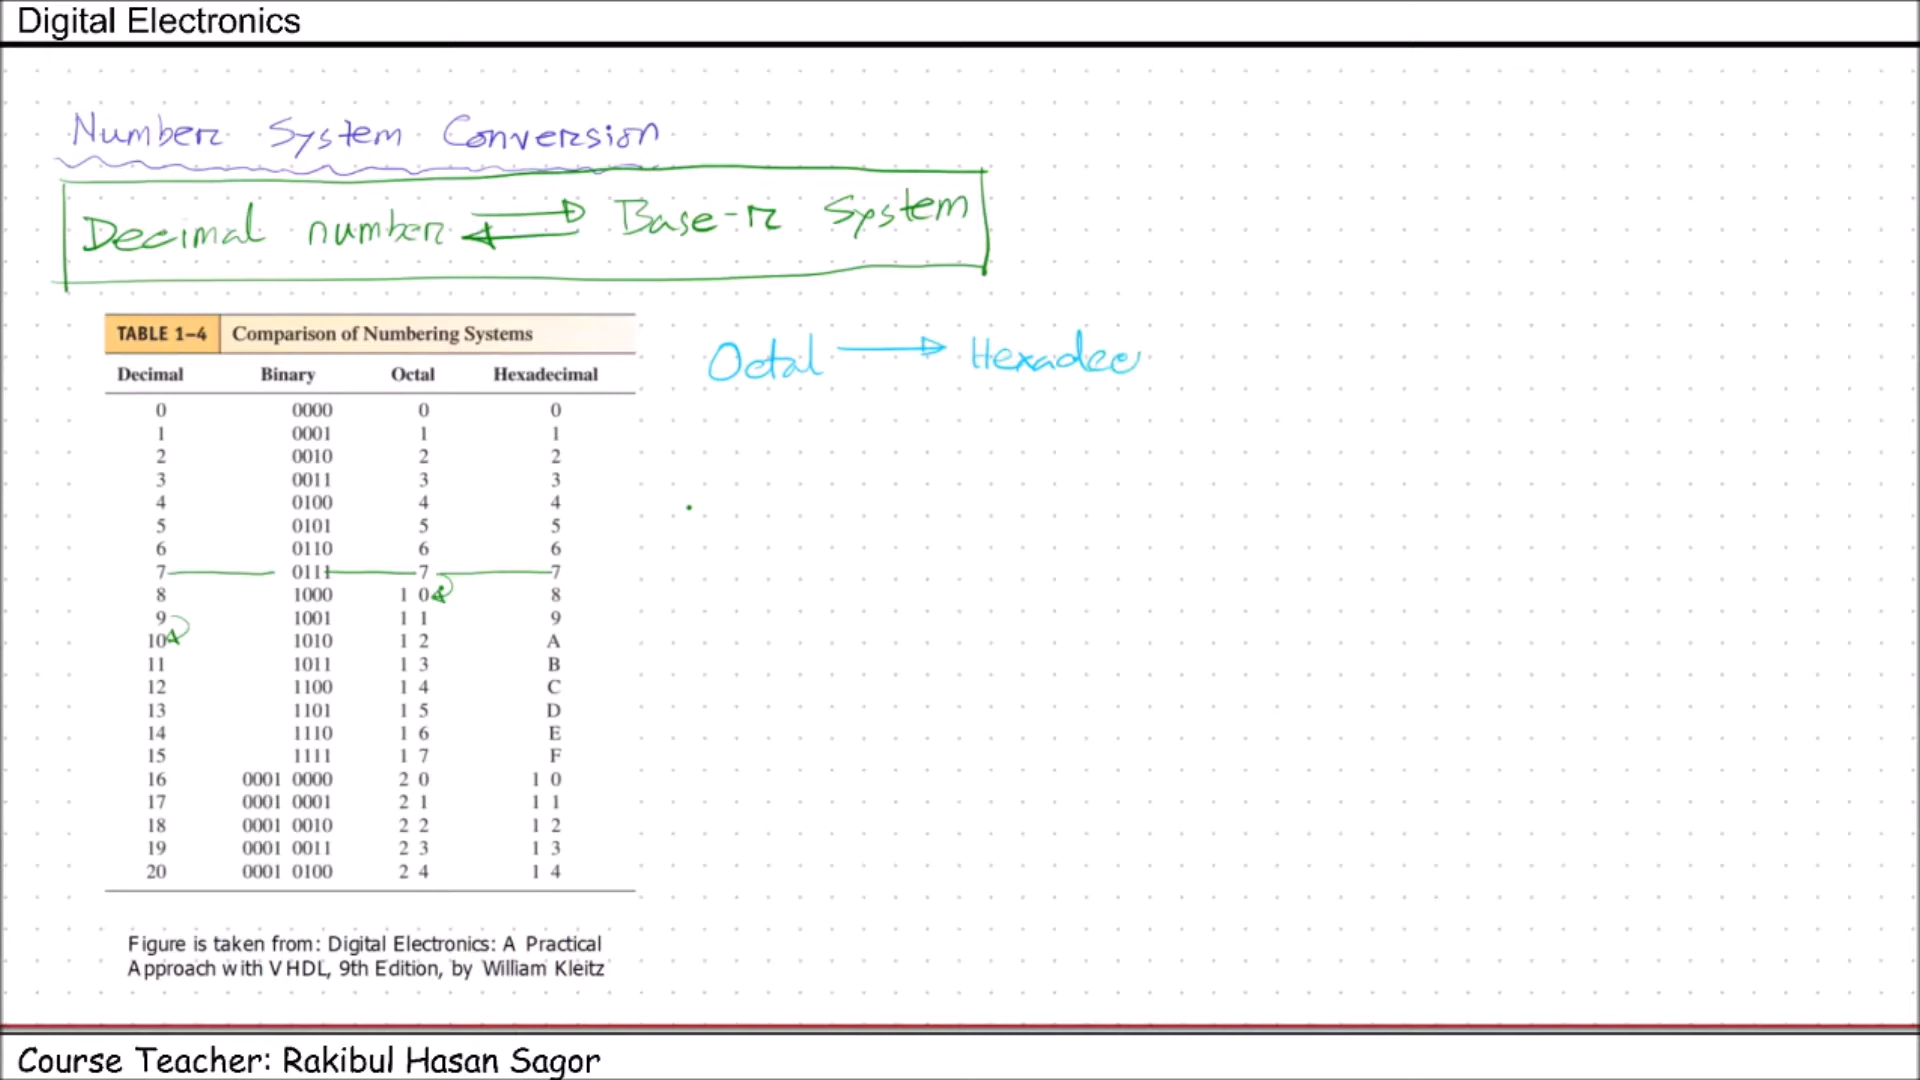 Digital Electronics
Number System Conversion
Decimal number ⇄ Base-r System
TABLE 1–4 Comparison of Numbering Systems
Decimal Binary Octal Hexadecimal
0 0000 0 0
1 0001 1 1
2 0010 2 2
3 0011 3 3
4 0100 4 4
5 0101 5 5
6 0110 6 6
7 0111 7 7
8 1000 1 0 8
9 1001 1 1 9
10 1010 1 2 A
11 1011 1 3 B
12 1100 1 4 C
13 1101 1 5 D
14 1110 1 6 E
15 1111 1 7 F
16 0001 0000 2 0 1 0
17 0001 0001 2 1 1 1
18 0001 0010 2 2 1 2
19 0001 0011 2 3 1 3
20 0001 0100 2 4 1 4
Octal → Hexadec
Figure is taken from: Digital Electronics: A Practical
Approach with VHDL, 9th Edition, by William Kleitz
Course Teacher: Rakibul Hasan Sagor